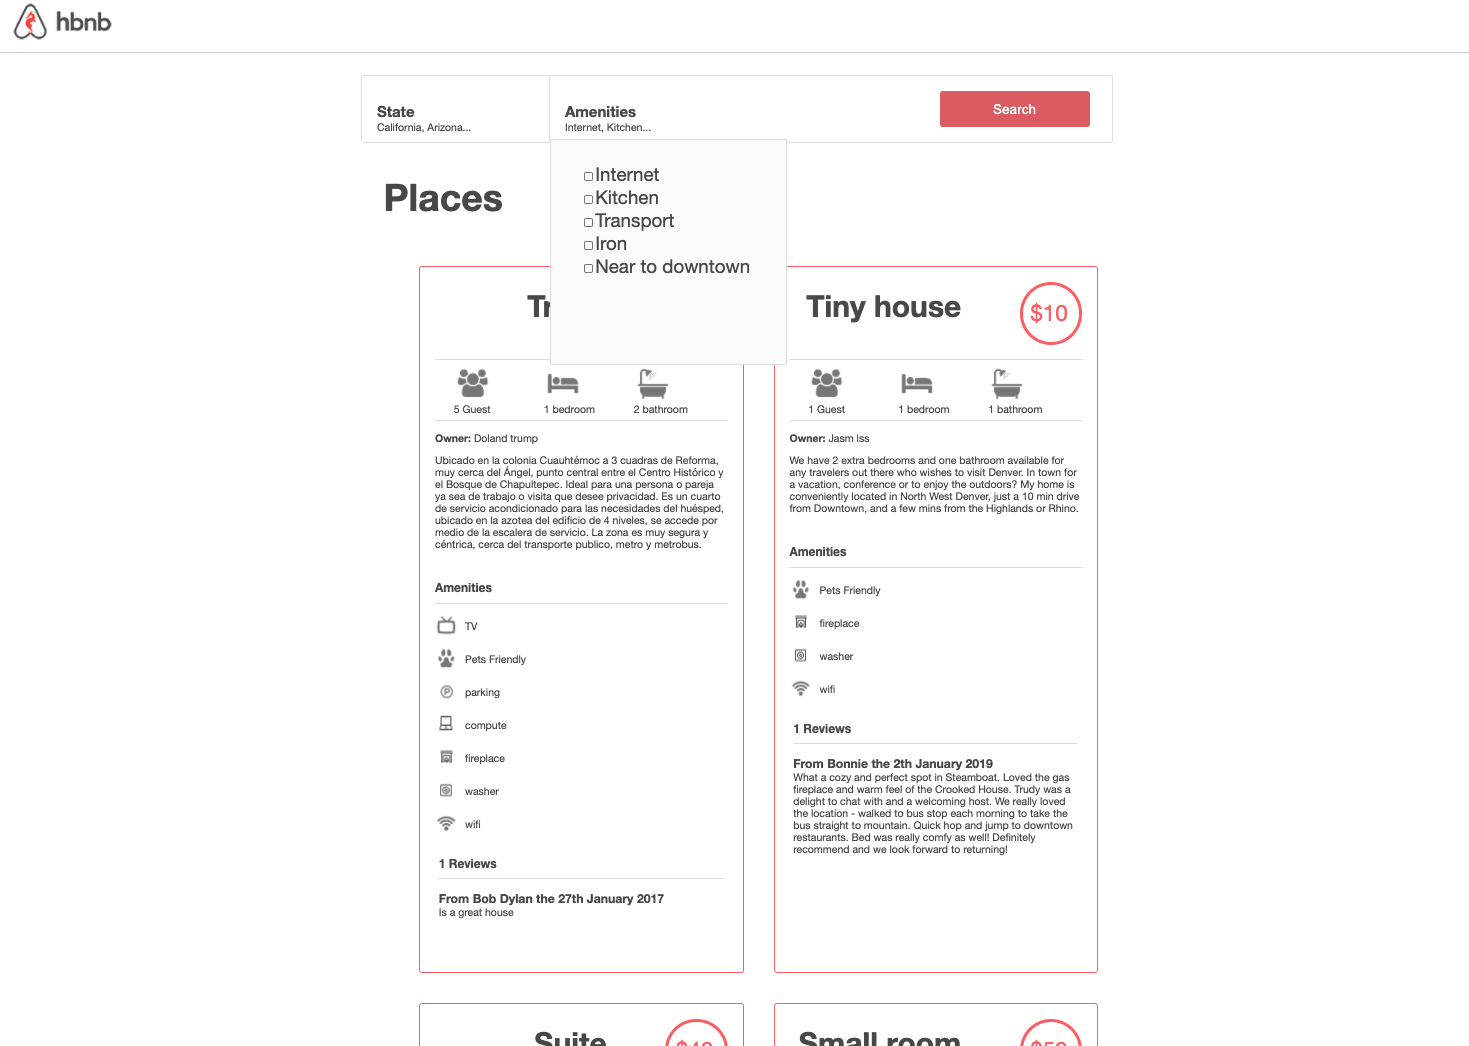 hbnb
State
California, Arizona...
Amenities
Internet, Kitchen...
Search
Internet
Kitchen
Transport
Iron
Near to downtown
Places
5 Guest
1 bedroom
2 bathroom
Owner: Doland trump
Ubicado en la colonia Cuauhtémoc a 3 cuadras de Reforma,
muy cerca del Ángel, punto central entre el Centro Histórico y
el Bosque de Chapultepec. Ideal para una persona o pareja
ya sea de trabajo o visita que desee privacidad. Es un cuarto
de servicio acondicionado para las necesidades del huésped,
ubicado en la azotea del edificio de 4 niveles, se accede por
medio de la escalera de servicio. La zona es muy segura y
céntrica, cerca del transporte publico, metro y metrobus.
Amenities
TV
Pets Friendly
parking
compute
fireplace
washer
wifi
1 Reviews
From Bob Dylan the 27th January 2017
Is a great house
Tiny house
$10
1 Guest
1 bedroom
1 bathroom
Owner: Jasm Iss
We have 2 extra bedrooms and one bathroom available for
any travelers out there who wishes to visit Denver. In town for
a vacation, conference or to enjoy the outdoors? My home is
conveniently located in North West Denver, just a 10 min drive
from Downtown, and a few mins from the Highlands or Rhino.
Amenities
Pets Friendly
fireplace
washer
wifi
1 Reviews
From Bonnie the 2th January 2019
What a cozy and perfect spot in Steamboat. Loved the gas
fireplace and warm feel of the Crooked House. Trudy was a
delight to chat with and a welcoming host. We really loved
the location - walked to bus stop each morning to take the
bus straight to mountain. Quick hop and jump to downtown
restaurants. Bed was really comfy as well! Definitely
recommend and we look forward to returning!
Suite
Small room